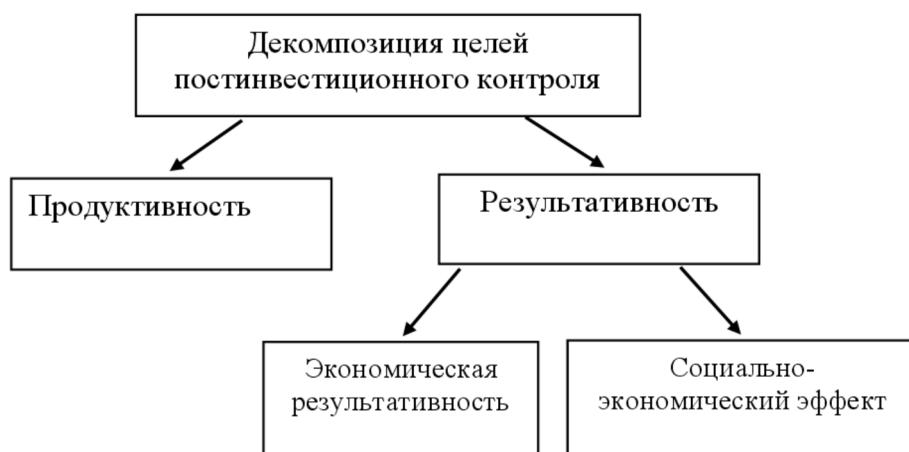 Декомпозиция целей
постинвестиционного контроля
Продуктивность
Результативность
Экономическая
результативность
Социально-
экономический эффект